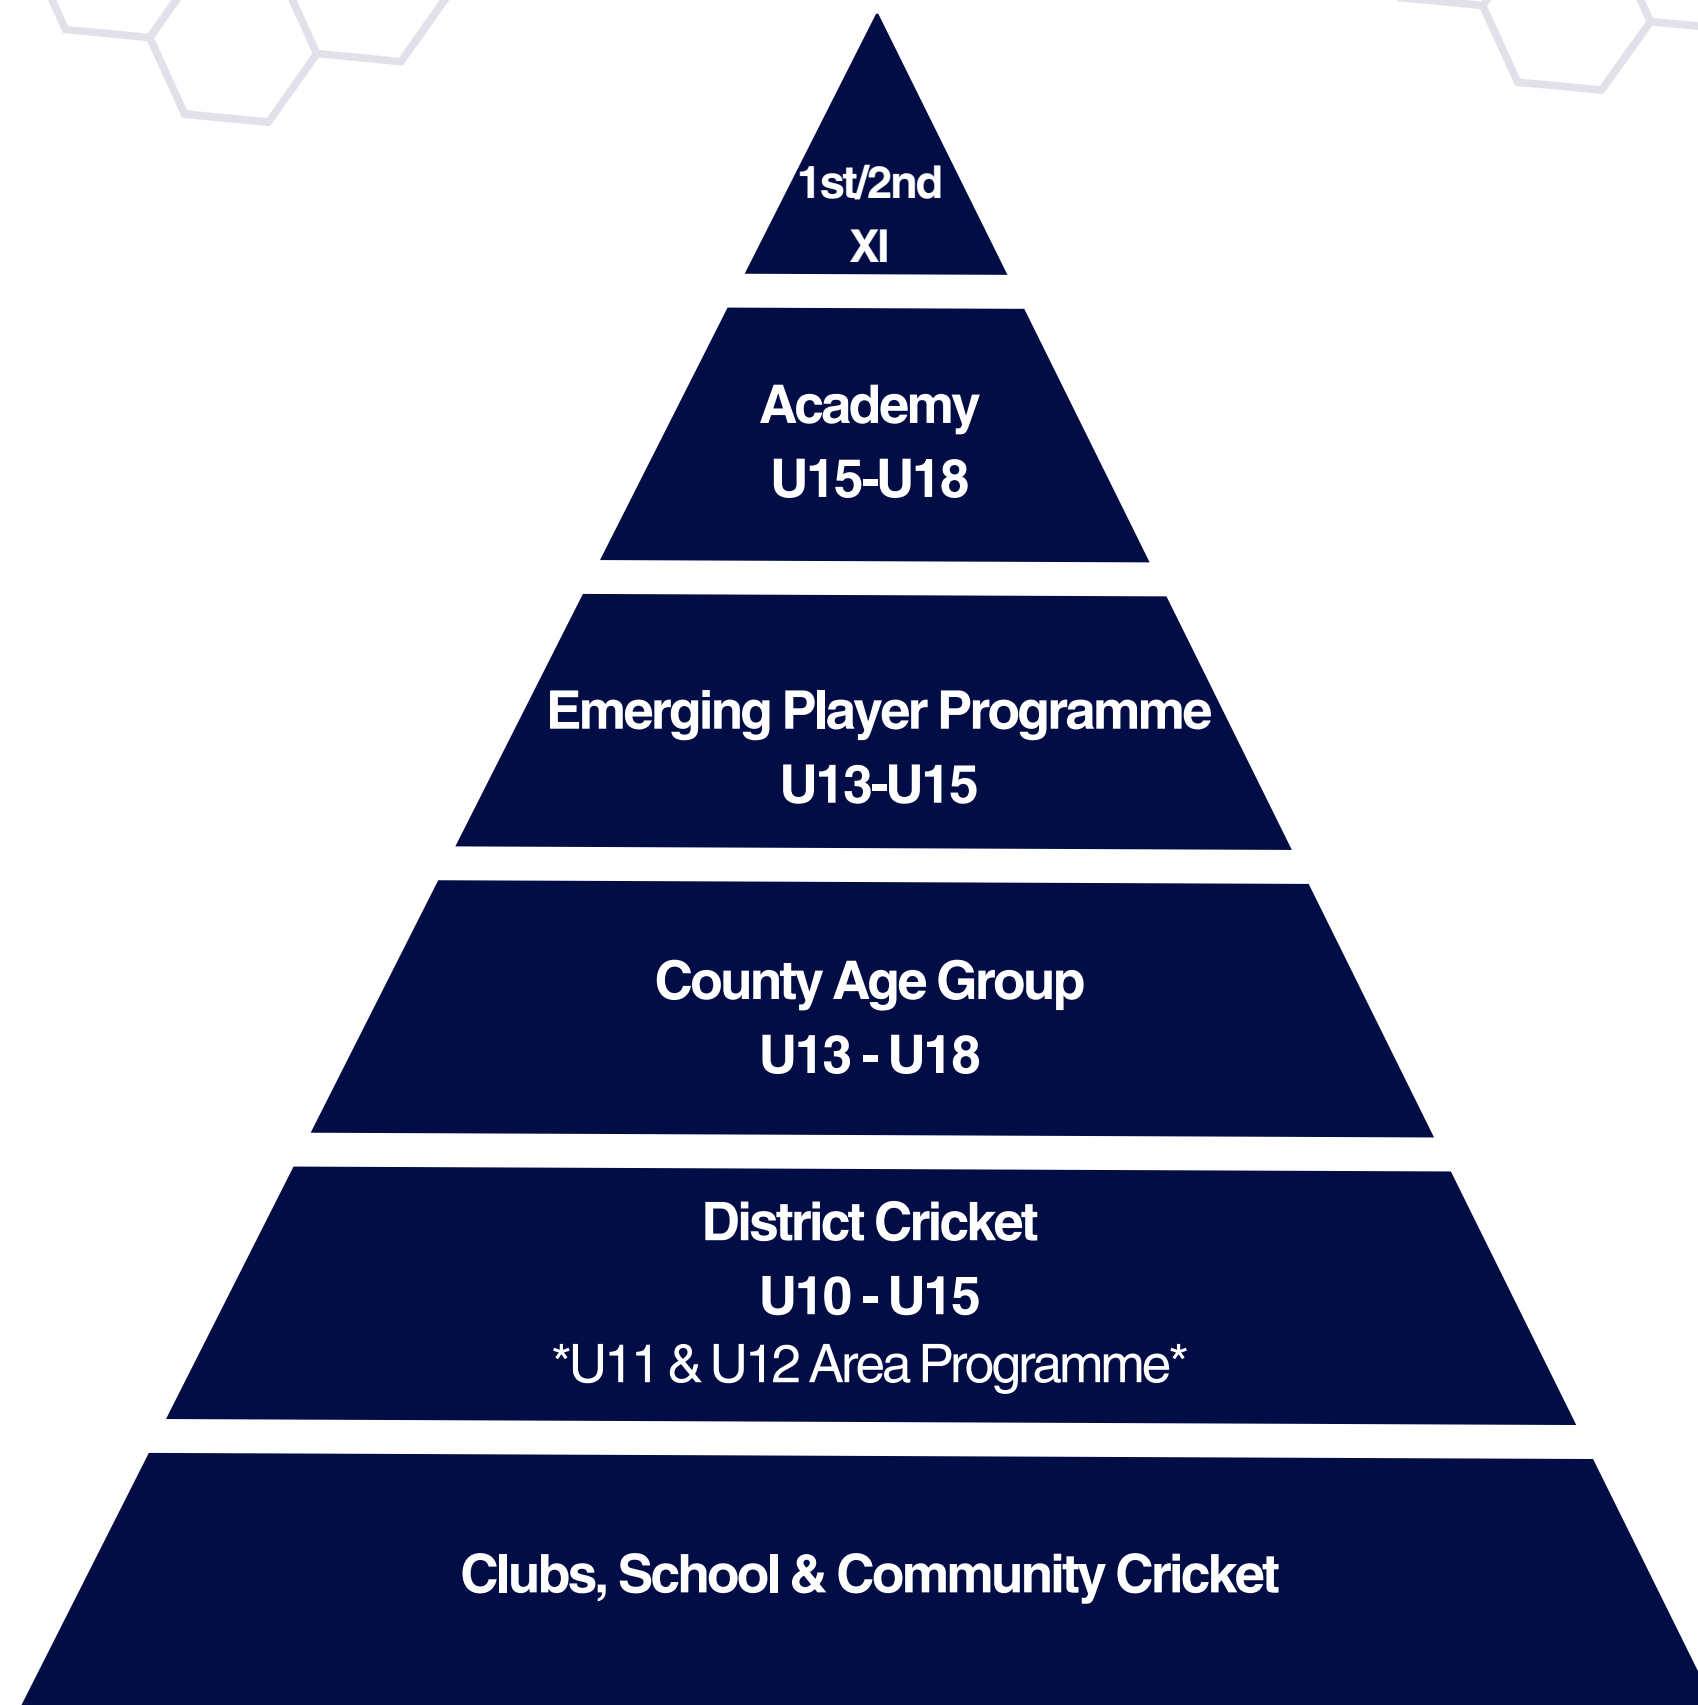 1st/2nd
XI
Academy
U15-U18
Emerging Player Programme
U13-U15
County Age Group
U13 - U18
District Cricket
U10 - U15
*U11 & U12 Area Programme*
Clubs, School & Community Cricket